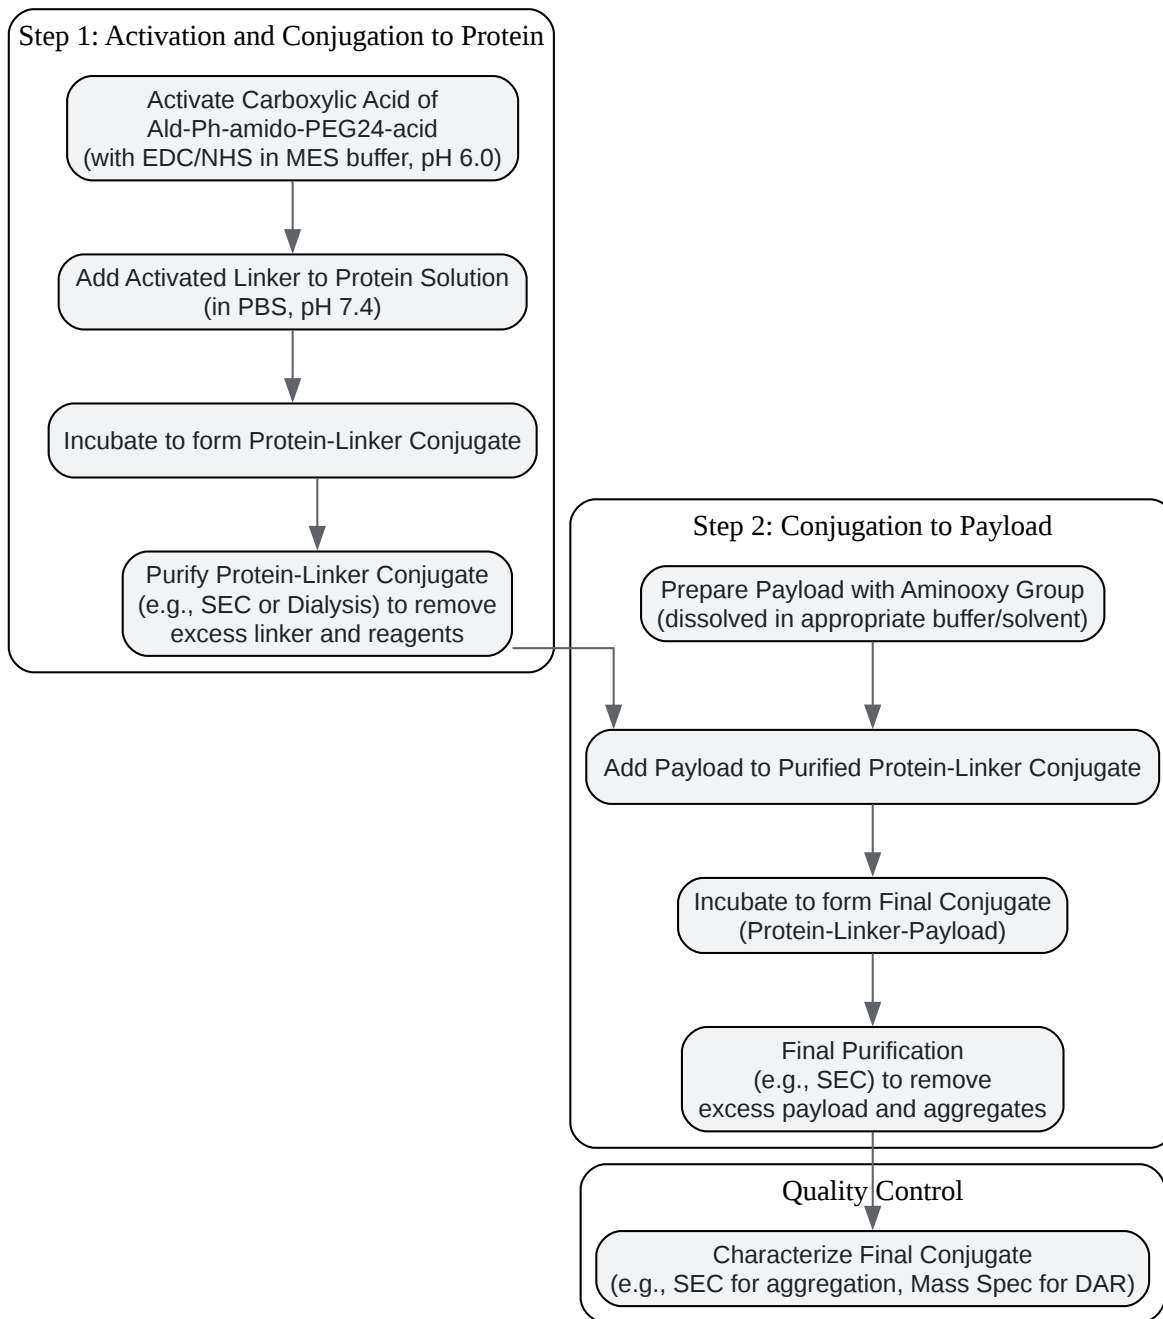 Step 1: Activation and Conjugation to Protein
Activate Carboxylic Acid of
Ald-Ph-amido-PEG24-acid
(with EDC/NHS in MES buffer, pH 6.0)
Add Activated Linker to Protein Solution
(in PBS, pH 7.4)
Incubate to form Protein-Linker Conjugate
Purify Protein-Linker Conjugate
(e.g., SEC or Dialysis) to remove
excess linker and reagents
Step 2: Conjugation to Payload
Prepare Payload with Aminooxy Group
(dissolved in appropriate buffer/solvent)
Add Payload to Purified Protein-Linker Conjugate
Incubate to form Final Conjugate
(Protein-Linker-Payload)
Final Purification
(e.g., SEC) to remove
excess payload and aggregates
Quality Control
Characterize Final Conjugate
(e.g., SEC for aggregation, Mass Spec for DAR)